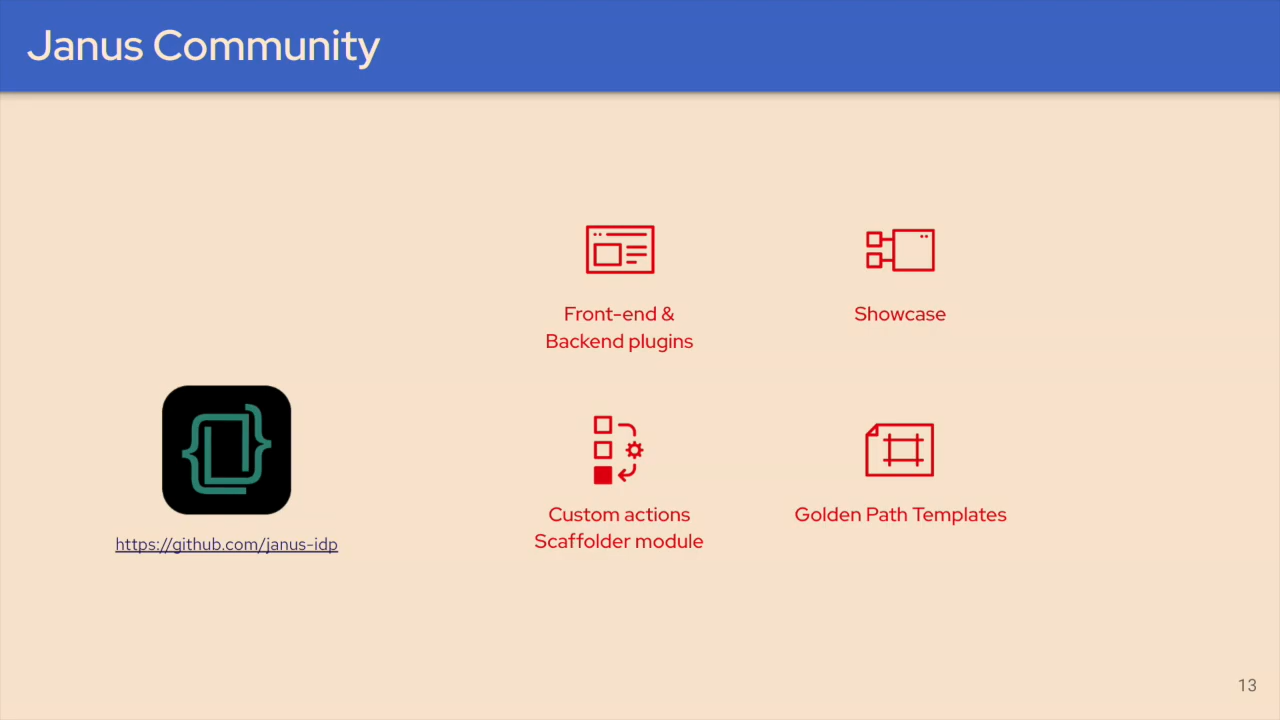 Janus Community
Front-end &
Backend plugins
Showcase
Custom actions
Scaffolder module
Golden Path Templates
https://github.com/janus-idp
13